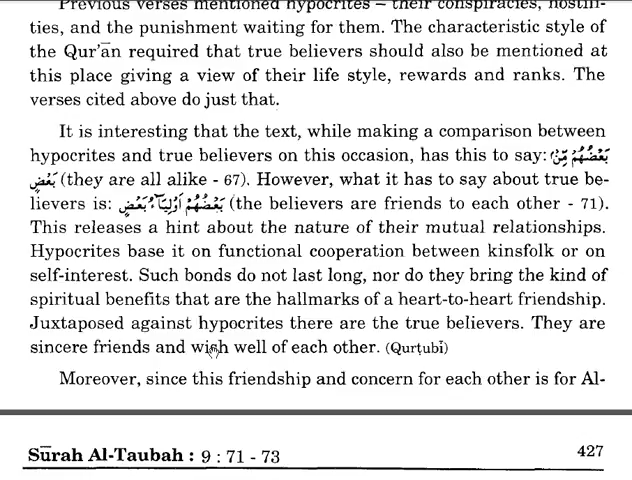 Previous verses mentioned hypocrites – their conspiracies, hostili-
ties, and the punishment waiting for them. The characteristic style of
the Qur'ān required that true believers should also be mentioned at
this place giving a view of their life style, rewards and ranks. The
verses cited above do just that.
It is interesting that the text, while making a comparison between
hypocrites and true believers on this occasion, has this to say: (بَعْضُهُمْ مِّنْ
بَعْضٍ (they are all alike - 67). However, what it has to say about true be-
lievers is: بَعْضُهُمْ أَوْلِيَاءُ بَعْضٍ (the believers are friends to each other - 71).
This releases a hint about the nature of their mutual relationships.
Hypocrites base it on functional cooperation between kinsfolk or on
self-interest. Such bonds do not last long, nor do they bring the kind of
spiritual benefits that are the hallmarks of a heart-to-heart friendship.
Juxtaposed against hypocrites there are the true believers. They are
sincere friends and wish well of each other. (Qurṭubī)
Moreover, since this friendship and concern for each other is for Al-
Sūrah Al-Taubah : 9 : 71 - 73 427